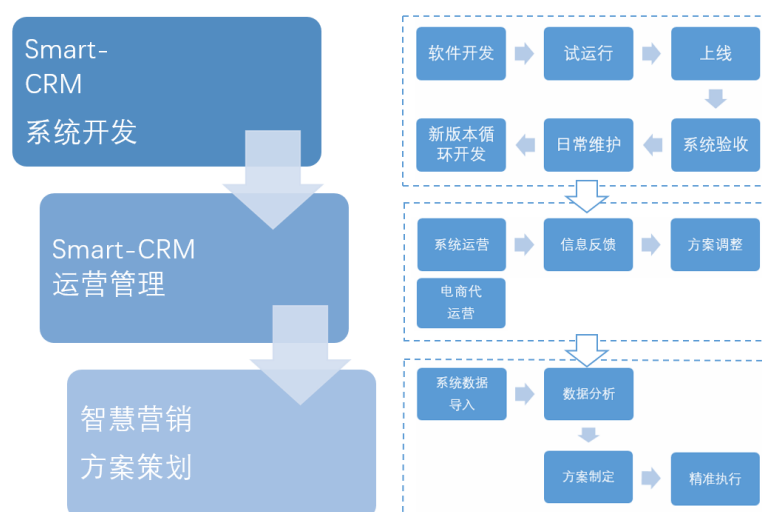 Smart-
CRM
系统开发
Smart-CRM
运营管理
智慧营销
方案策划
软件开发
试运行
上线
新版本循
环开发
日常维护
系统验收
系统运营
信息反馈
方案调整
电商代
运营
系统数据
导入
数据分析
方案制定
精准执行